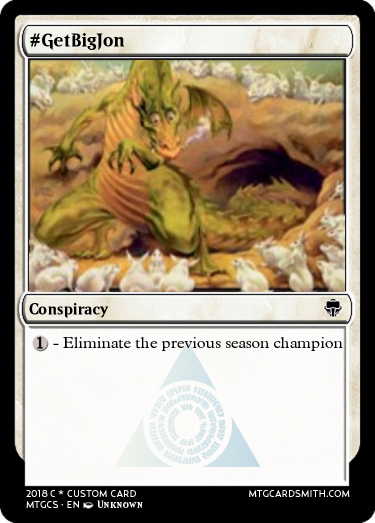 #GetBigJon
Conspiracy
1 - Eliminate the previous season champion
2018 C * CUSTOM CARD
MTGCS • EN UNKNOWN
MTGCARDSMITH.COM